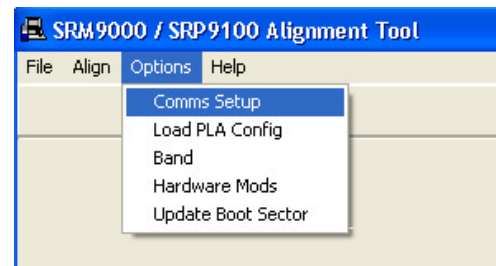 SRM9000 / SRP9100 Alignment Tool
File Align Options Help
Comms Setup
Load PLA Config
Band
Hardware Mods
Update Boot Sector